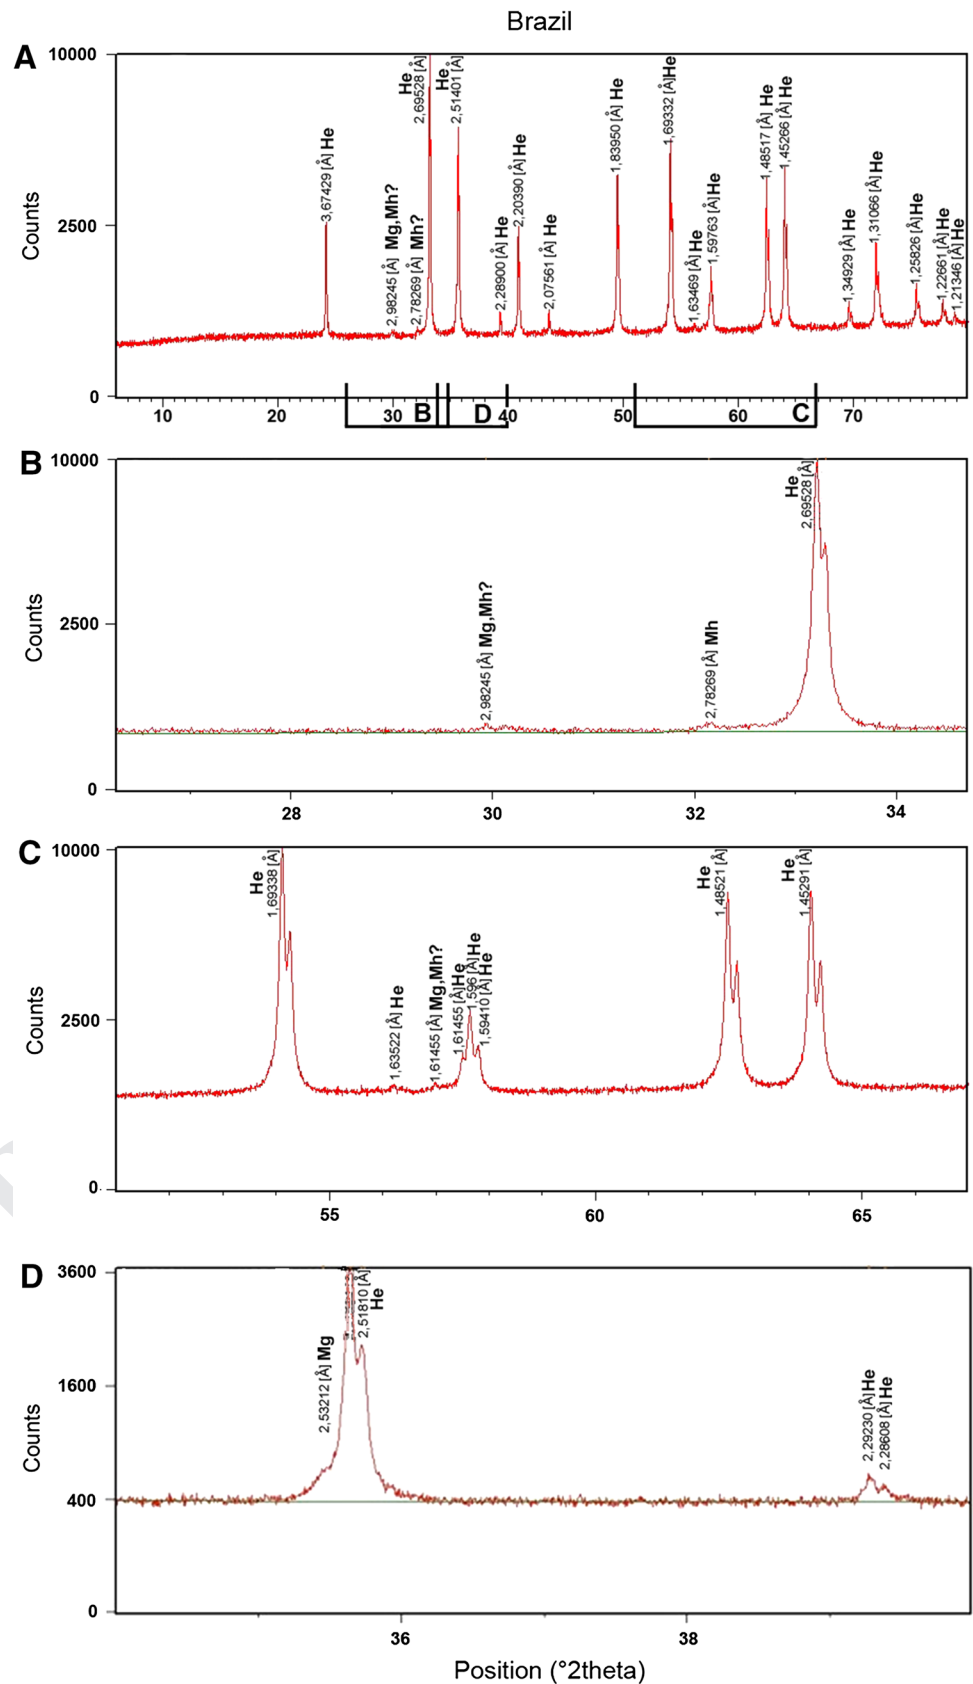 Brazil
A
10000
2500
0
Counts
3,67429 [Å] He
2,98245 [Å] Mg,Mh?
2,78269 [Å] Mh?
He
2,69528 [Å]
He
2,51401 [Å]
2,28900 [Å] He
2,20390 [Å] He
2,07561 [Å] He
1,83950 [Å] He
1,69332 [Å]He
1,63469 [Å] He
1,59763 [Å]He
1,48517 [Å] He
1,45266 [Å] He
1,34929 [Å] He
1,31066 [Å] He
1,25826 [Å]He
1,22661 [Å] He
1,21346 [Å]He
10 20 30 B D 40 50 60 C 70
B
10000
2500
0
Counts
2,98245 [Å] Mg,Mh?
2,78269 [Å] Mh
He
2,69528 [Å]
28 30 32 34
C
10000
2500
0
Counts
He
1,69338 [Å]
1,63522 [Å] He
1,61455 [Å] Mg,Mh?
1,61455 [Å]He
1,596 [Å]He
1,59410 [Å]He
He
1,48521 [Å]
He
1,45291 [Å]
55 60 65
D
3600
1600
400
0
Counts
2,53212 [Å] Mg
2,51810 [Å]
He
2,29230 [Å]He
2,28608 [Å]He
36 38
Position (°2theta)